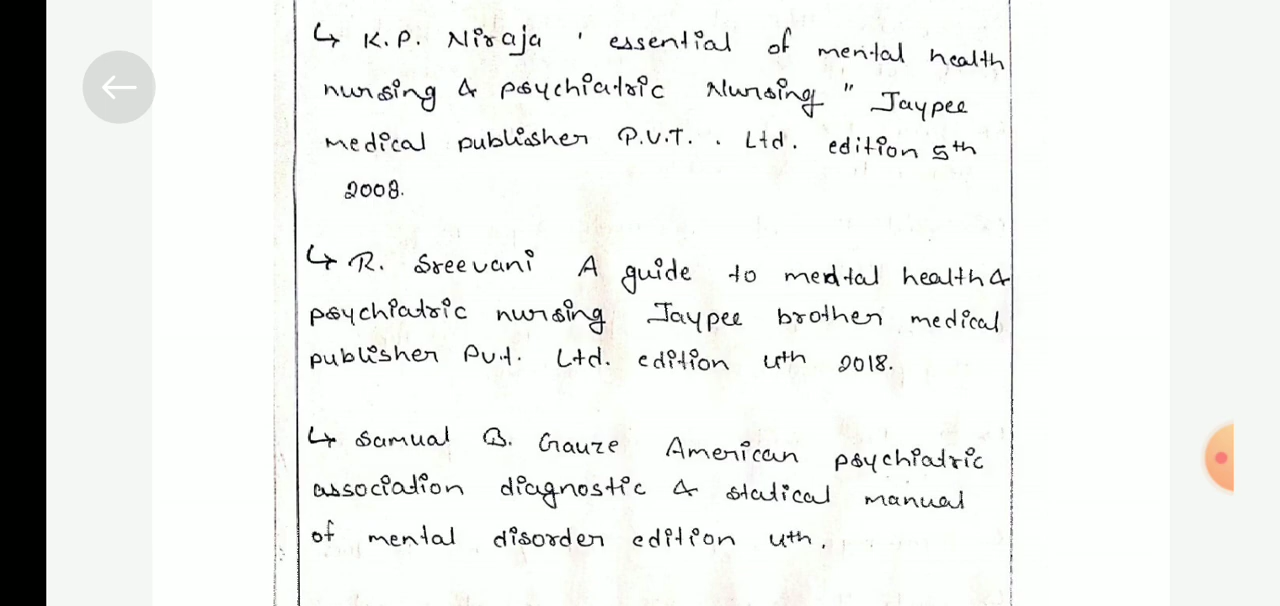 ↳ K.P. Niraja ' essential of mental health
nursing & psychiatric Nursing " Jaypee
medical publisher P.V.T. . Ltd. edition 5th
2008.
↳ R. Sreevani A guide to mental health &
psychiatric nursing Jaypee brother medical
publisher Pvt. Ltd. edition 4th 2018.
↳ Samual B. Gauze American psychiatric
association diagnostic & statical manual
of mental disorder edition 4th.